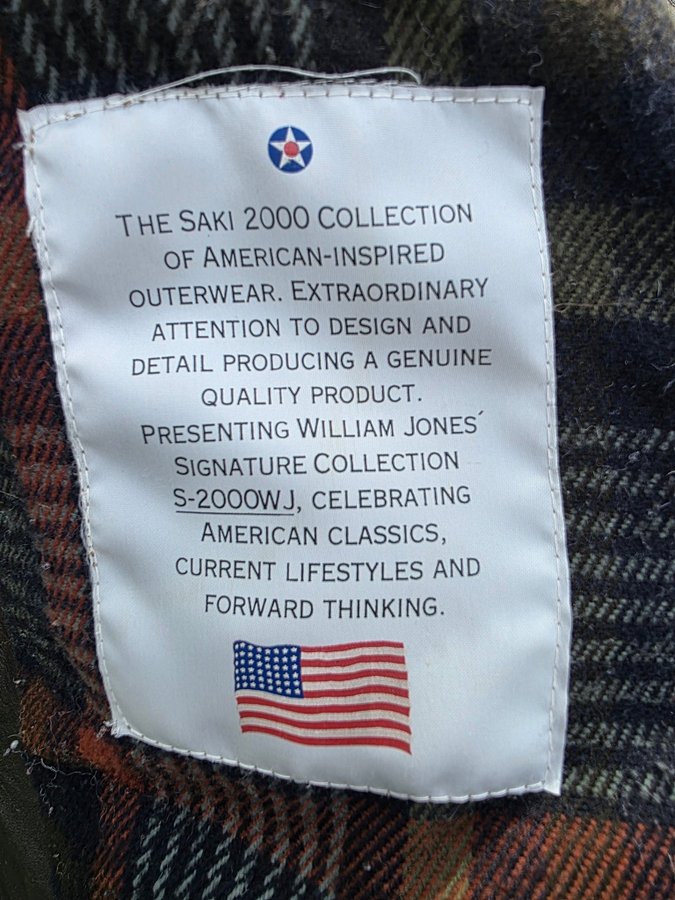 THE SAKI 2000 COLLECTION
OF AMERICAN-INSPIRED
OUTERWEAR. EXTRAORDINARY
ATTENTION TO DESIGN AND
DETAIL PRODUCING A GENUINE
QUALITY PRODUCT.
PRESENTING WILLIAM JONES´
SIGNATURE COLLECTION
S-2000WJ, CELEBRATING
AMERICAN CLASSICS,
CURRENT LIFESTYLES AND
FORWARD THINKING.